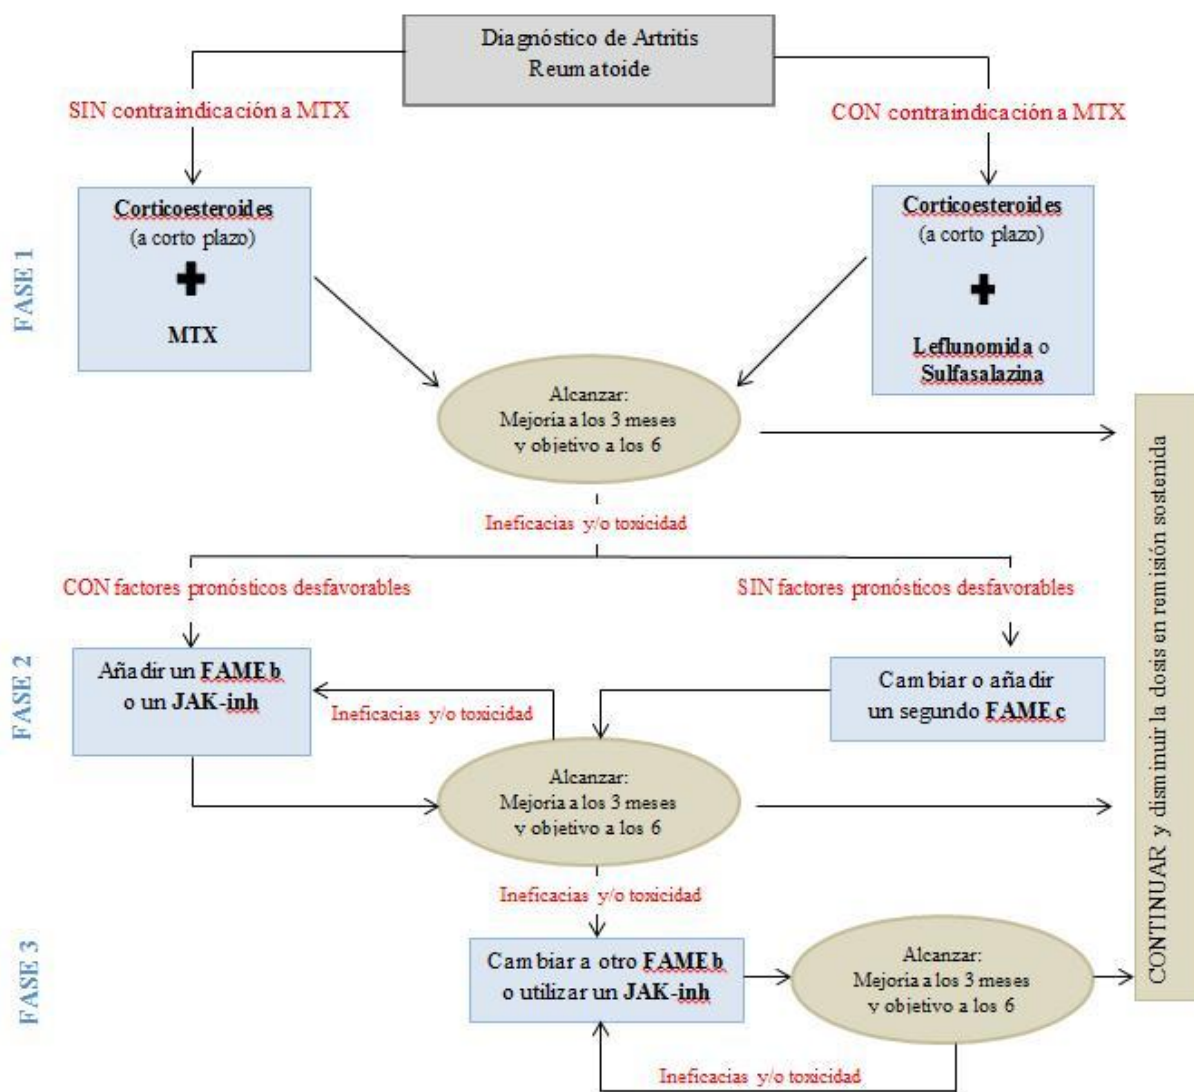 Diagnóstico de Artritis
Reumatoide
SIN contraindicación a MTX
CON contraindicación a MTX
FASE 1
Corticoesteroides
(a corto plazo)
+
MTX
Corticoesteroides
(a corto plazo)
+
Leflunomida o
Sulfasalazina
Alcanzar:
Mejoría a los 3 meses
y objetivo a los 6
Ineficacias y/o toxicidad
CON factores pronósticos desfavorables
SIN factores pronósticos desfavorables
FASE 2
Añadir un FAMEb
o un JAK-inh
Ineficacias y/o toxicidad
Cambiar o añadir
un segundo FAMEc
Alcanzar:
Mejoría a los 3 meses
y objetivo a los 6
Ineficacias y/o toxicidad
FASE 3
Cambiar a otro FAMEb
o utilizar un JAK-inh
Alcanzar:
Mejoría a los 3 meses
y objetivo a los 6
Ineficacias y/o toxicidad
CONTINUAR y disminuir la dosis en remisión sostenida